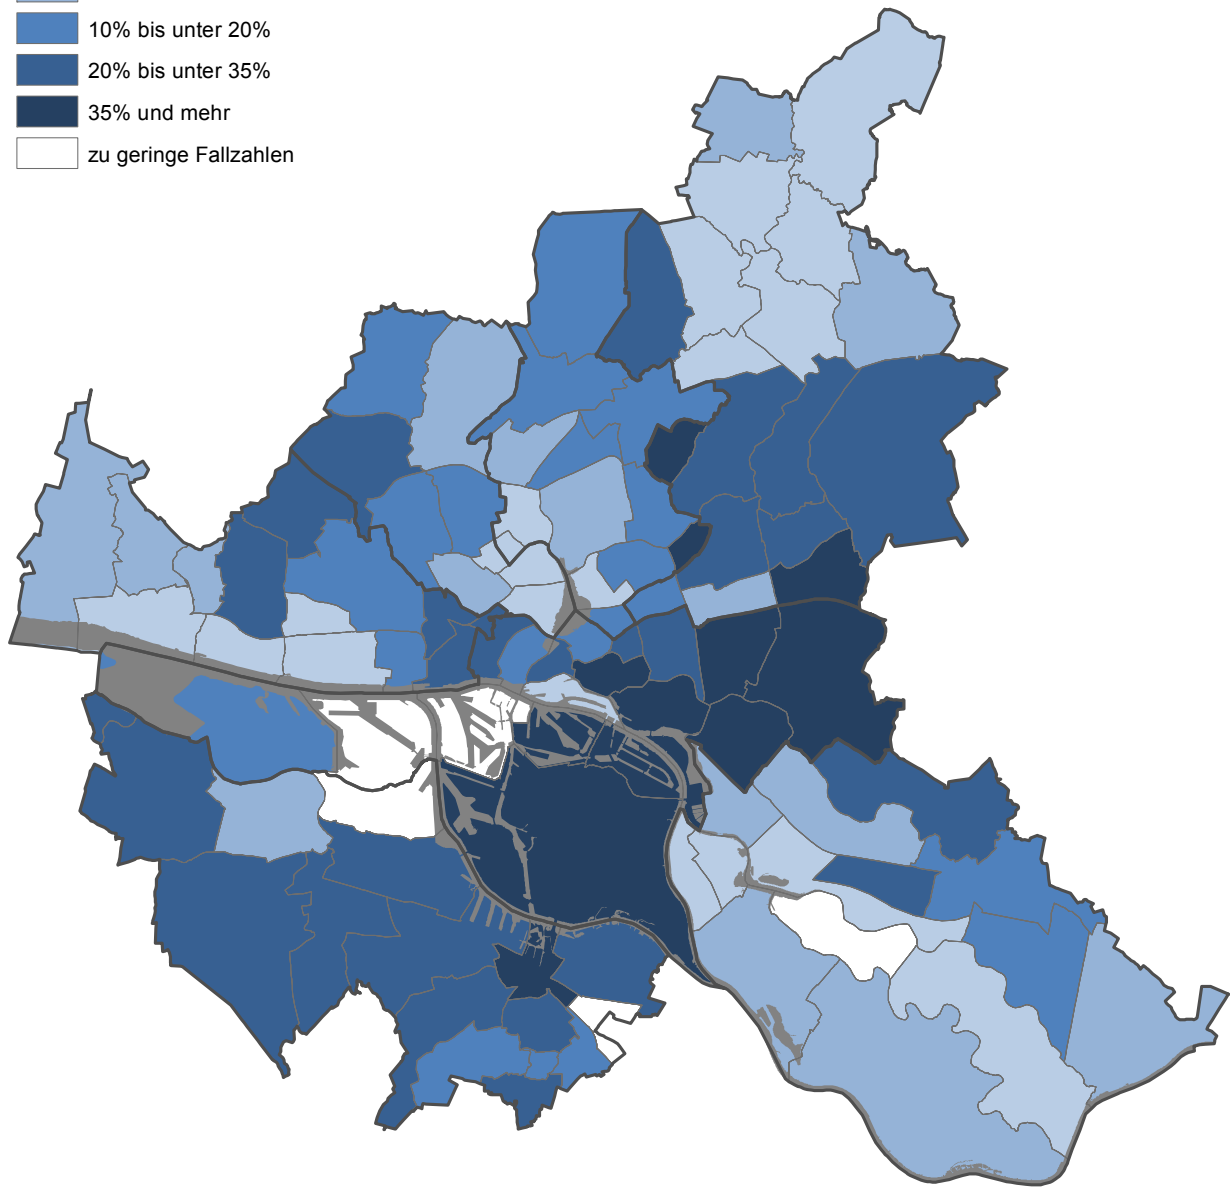 10% bis unter 20%
20% bis unter 35%
35% und mehr
zu geringe Fallzahlen